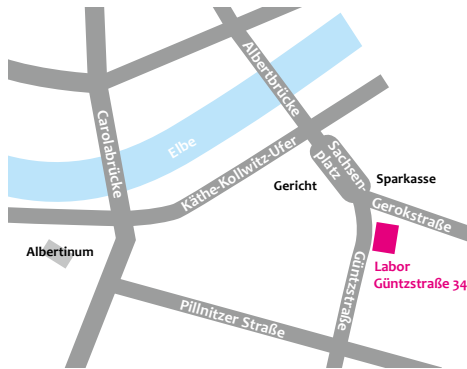 Albertbrücke
Carolabrücke
Elbe
Käthe-Kollwitz-Ufer
Sachsen-
platz
Gericht
Sparkasse
Gerokstraße
Albertinum
Labor
Güntzstraße 34
Güntzstraße
Pillnitzer Straße